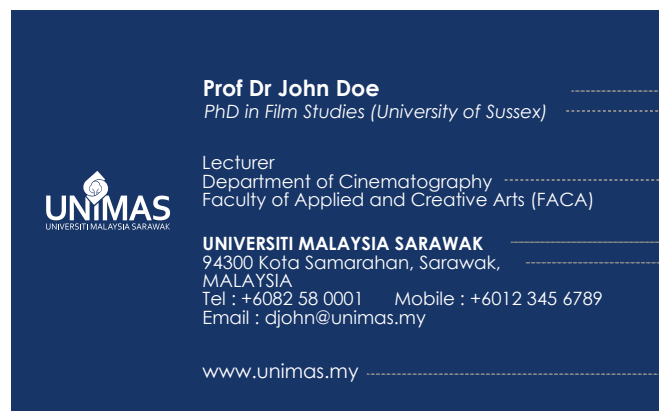 Prof Dr John Doe
PhD in Film Studies (University of Sussex)
Lecturer
Department of Cinematography
Faculty of Applied and Creative Arts (FACA)
UNIMAS
UNIVERSITI MALAYSIA SARAWAK
UNIVERSITI MALAYSIA SARAWAK
94300 Kota Samarahan, Sarawak,
MALAYSIA
Tel : +6082 58 0001 Mobile : +6012 345 6789
Email : djohn@unimas.my
www.unimas.my